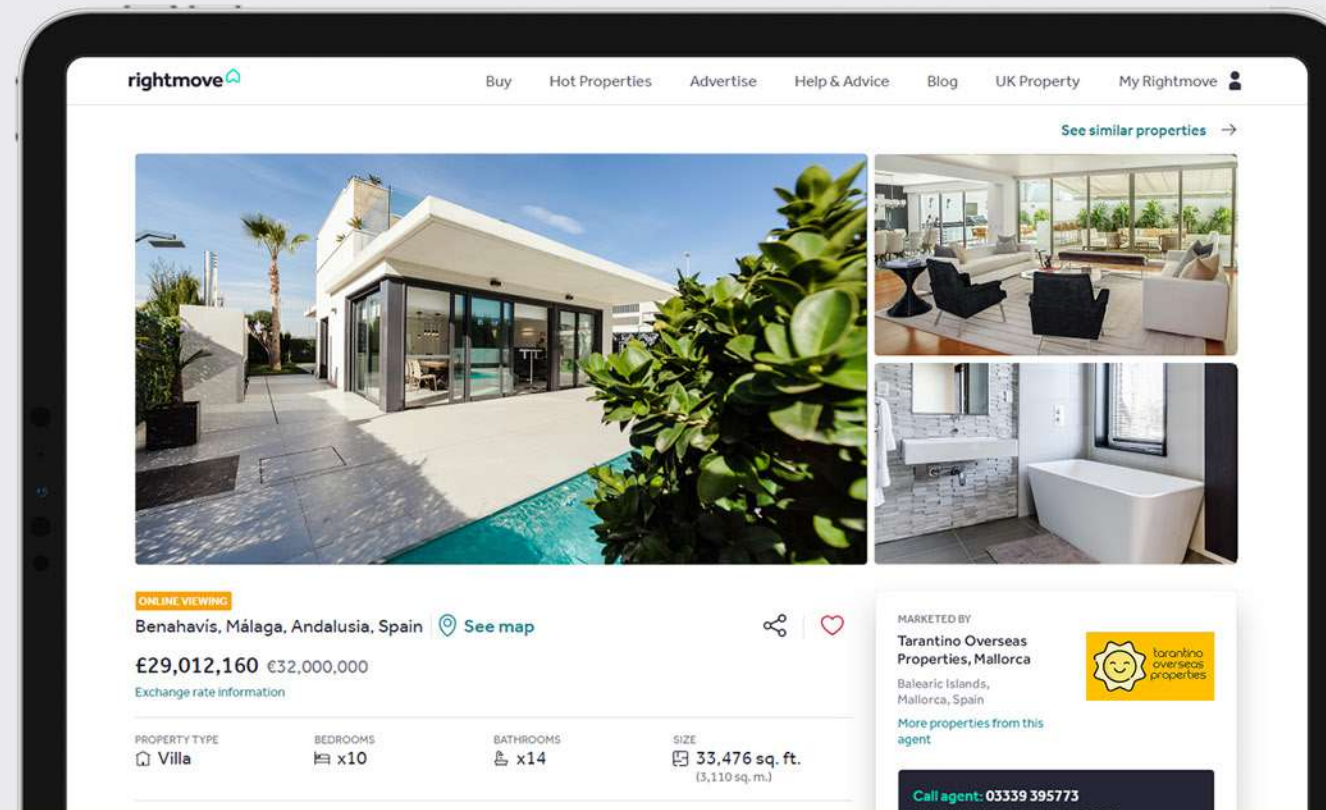 rightmove
Buy Hot Properties Advertise Help & Advice Blog UK Property My Rightmove
See similar properties →
ONLINE VIEWING
Benahavís, Málaga, Andalusia, Spain See map
£29,012,160 €32,000,000
Exchange rate information
PROPERTY TYPE BEDROOMS BATHROOMS SIZE
Villa x10 x14 33,476 sq. ft.
(3,110 sq. m.)
MARKETED BY
Tarantino Overseas
Properties, Mallorca
Balearic Islands,
Mallorca, Spain
More properties from this
agent
tarantino
overseas
properties
Call agent: 03339 395773